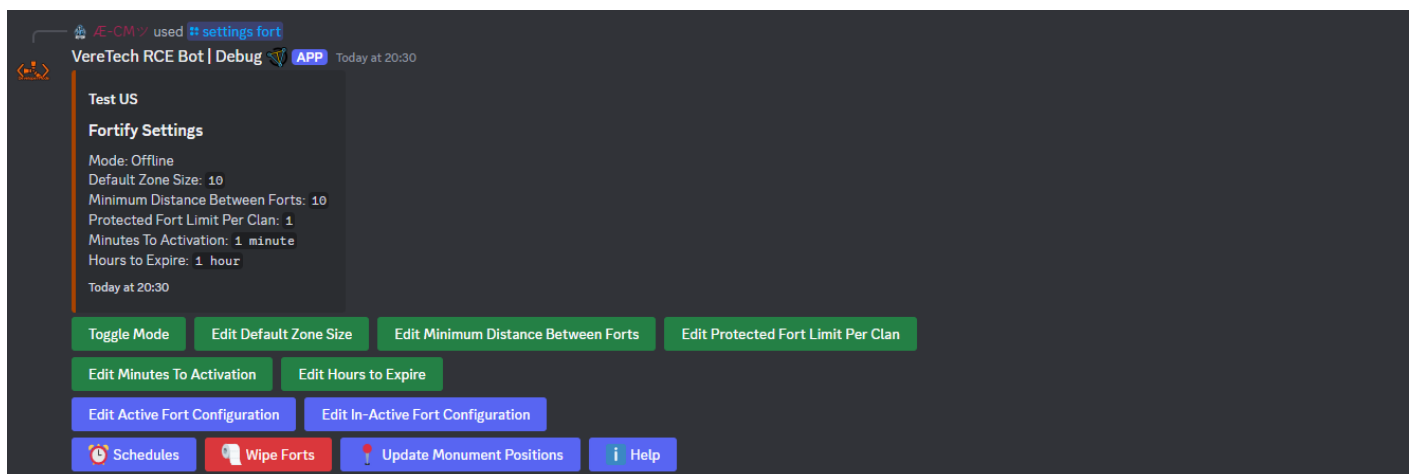 Æ-CMツ used settings fort
VereTech RCE Bot | Debug APP Today at 20:30
Test US
Fortify Settings
Mode: Offline
Default Zone Size: 10
Minimum Distance Between Forts: 10
Protected Fort Limit Per Clan: 1
Minutes To Activation: 1 minute
Hours to Expire: 1 hour
Today at 20:30
Toggle Mode Edit Default Zone Size Edit Minimum Distance Between Forts Edit Protected Fort Limit Per Clan
Edit Minutes To Activation Edit Hours to Expire
Edit Active Fort Configuration Edit In-Active Fort Configuration
Schedules Wipe Forts Update Monument Positions i Help